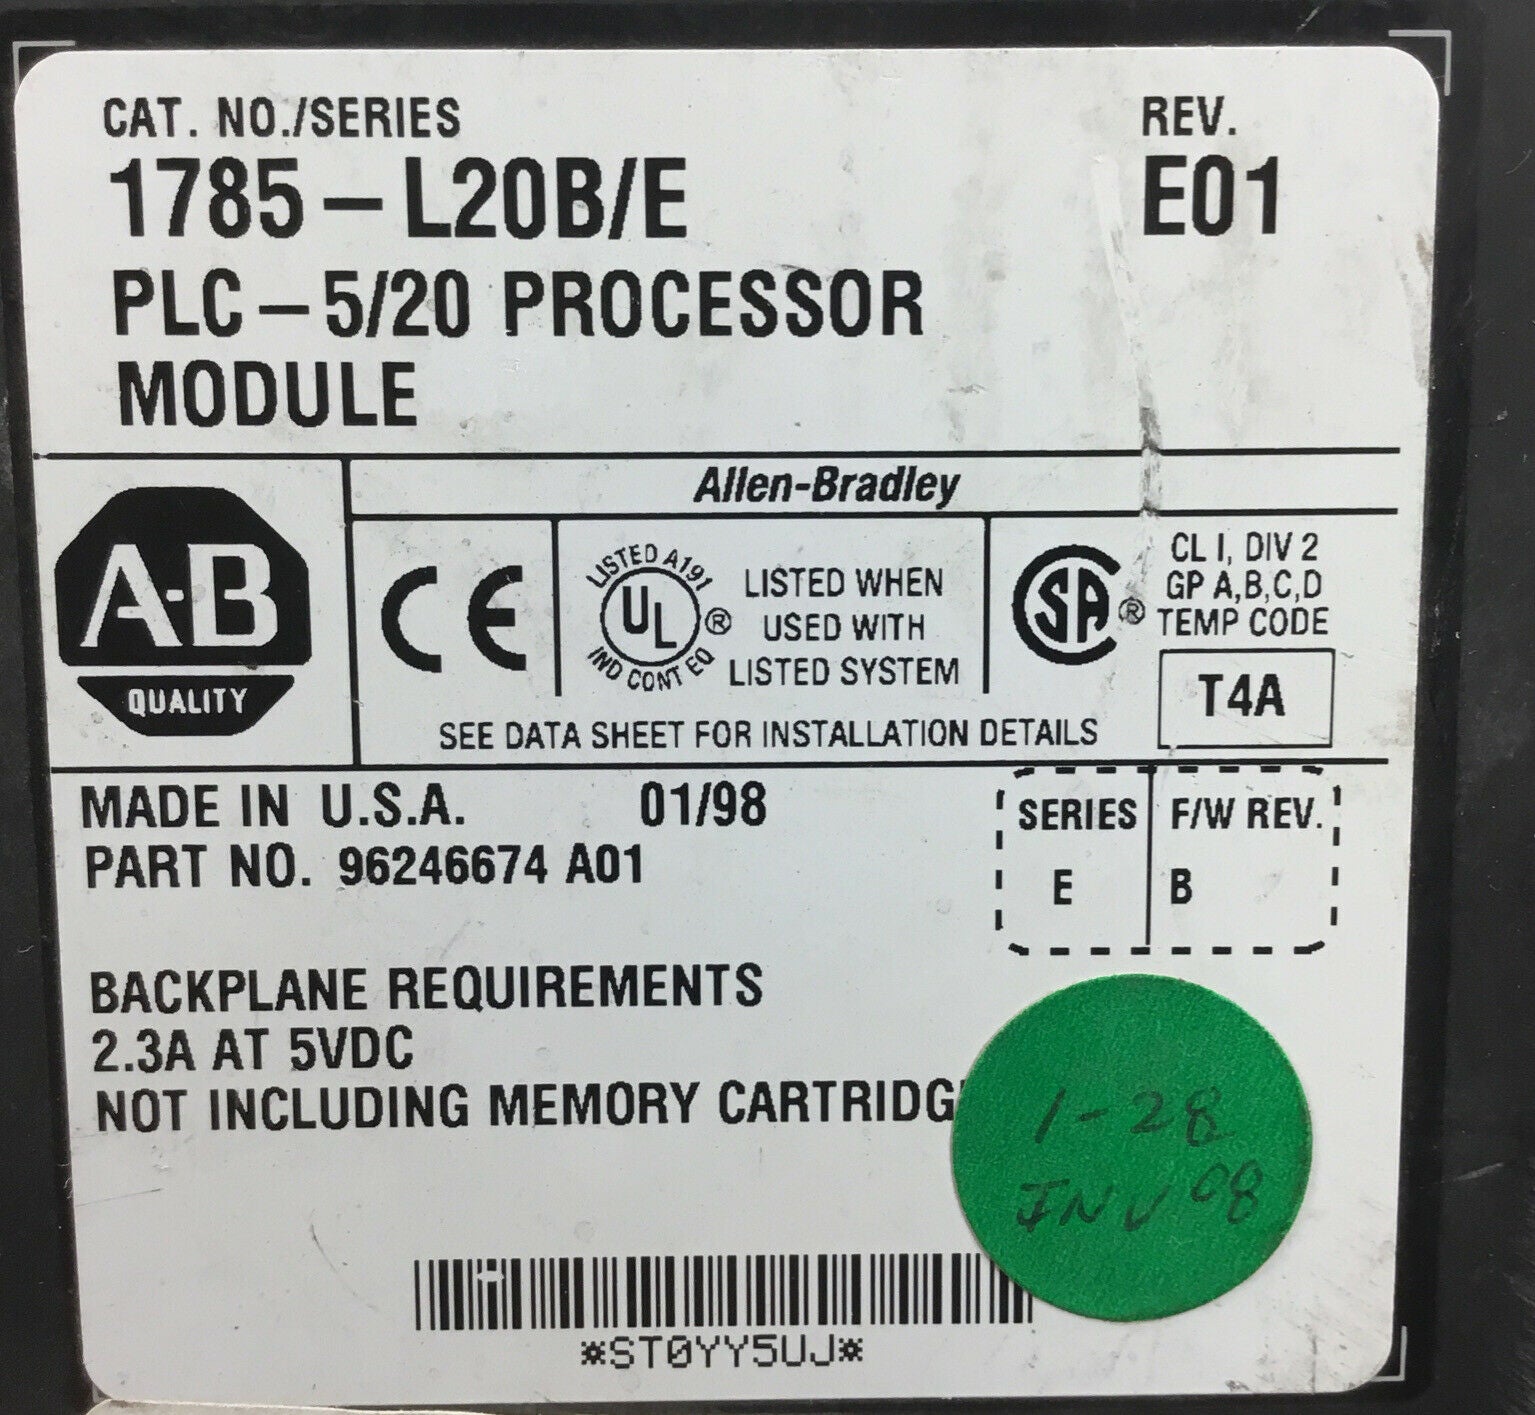 CAT. NO./SERIES
REV.
1785-L20B/E
E01
PLC-5/20 PROCESSOR
MODULE
Allen-Bradley
A-B
QUALITY
CE
LISTED A191
UL ®
IND CONT EQ
LISTED WHEN
USED WITH
LISTED SYSTEM
SA ®
CL I, DIV 2
GP A,B,C,D
TEMP CODE
T4A
SEE DATA SHEET FOR INSTALLATION DETAILS
MADE IN U.S.A. 01/98
PART NO. 96246674 A01
SERIES
F/W REV.
E
B
BACKPLANE REQUIREMENTS
2.3A AT 5VDC
NOT INCLUDING MEMORY CARTRIDG
1-28
INV 08
*ST0YY5UJ*